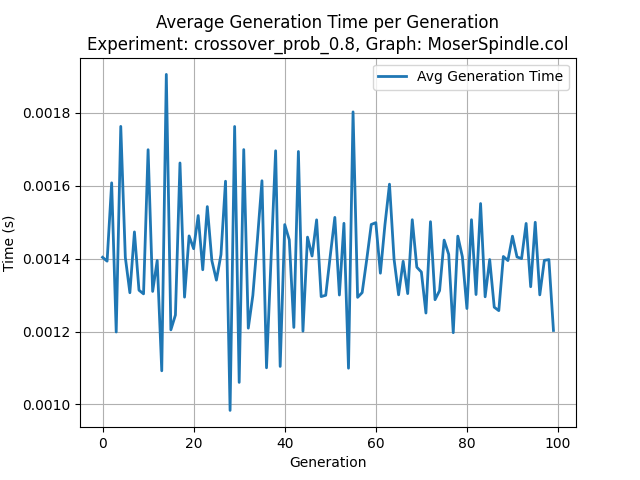 Average Generation Time per Generation
Experiment: crossover_prob_0.8, Graph: MoserSpindle.col
Avg Generation Time
Time (s)
0.0018
0.0016
0.0014
0.0012
0.0010
0 20 40 60 80 100
Generation